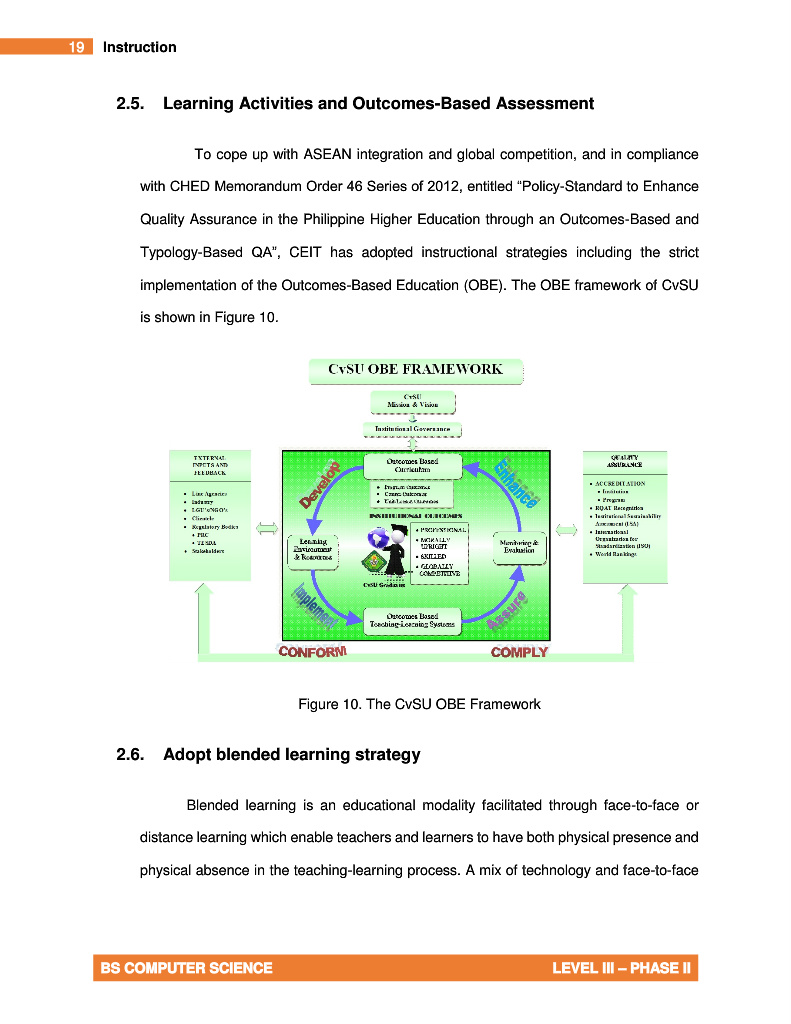 19 Instruction
2.5. Learning Activities and Outcomes-Based Assessment
To cope up with ASEAN integration and global competition, and in compliance
with CHED Memorandum Order 46 Series of 2012, entitled “Policy-Standard to Enhance
Quality Assurance in the Philippine Higher Education through an Outcomes-Based and
Typology-Based QA”, CEIT has adopted instructional strategies including the strict
implementation of the Outcomes-Based Education (OBE). The OBE framework of CvSU
is shown in Figure 10.
CvSU OBE FRAMEWORK
CvSU
Mission & Vision
Institutional Governance
EXTERNAL
INPUTS AND
FEEDBACK
• Line Agencies
• Industry
• LGU's/NGO's
• Clientele
• Regulatory Bodies
• PRC
• TESDA
• Stakeholders
Develop
Outcomes Based
Curriculum
• Program Outcomes
• Course Outcomes
• Unit/Lesson Outcomes
Enhance
INSTITUTIONAL OUTCOMES
• PROFESSIONAL
• MORALLY
UPRIGHT
• SKILLED
• GLOBALLY
COMPETITIVE
CvSU Graduates
Learning
Environment
& Resources
Monitoring &
Evaluation
Implement
Outcomes Based
Teaching-Learning Systems
Assure
CONFORM
COMPLY
QUALITY
ASSURANCE
• ACCREDITATION
• Institution
• Program
• RQAT Recognition
• Institutional Sustainability
Assessment (ISA)
• International
Organization for
Standardization (ISO)
• World Rankings
Figure 10. The CvSU OBE Framework
2.6. Adopt blended learning strategy
Blended learning is an educational modality facilitated through face-to-face or
distance learning which enable teachers and learners to have both physical presence and
physical absence in the teaching-learning process. A mix of technology and face-to-face
BS COMPUTER SCIENCE
LEVEL III – PHASE II